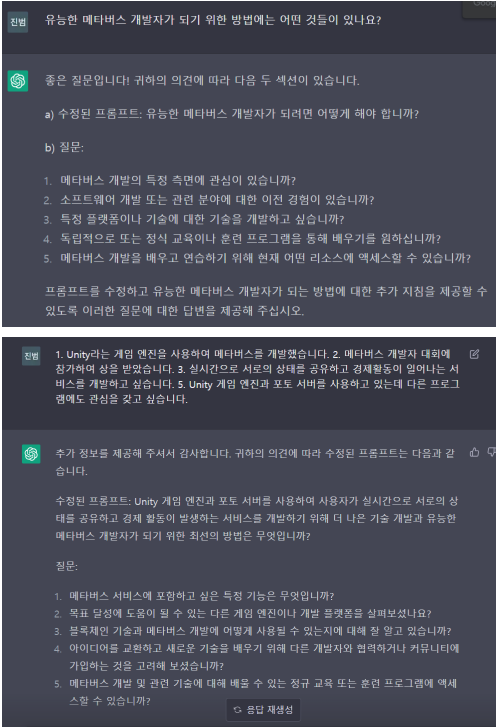 진범
유능한 메타버스 개발자가 되기 위한 방법에는 어떤 것들이 있나요?
좋은 질문입니다! 귀하의 의견에 따라 다음 두 섹션이 있습니다.
a) 수정된 프롬프트: 유능한 메타버스 개발자가 되려면 어떻게 해야 합니까?
b) 질문:
1. 메타버스 개발의 특정 측면에 관심이 있습니까?
2. 소프트웨어 개발 또는 관련 분야에 대한 이전 경험이 있습니까?
3. 특정 플랫폼이나 기술에 대한 기술을 개발하고 싶습니까?
4. 독립적으로 또는 정식 교육이나 훈련 프로그램을 통해 배우기를 원하십니까?
5. 메타버스 개발을 배우고 연습하기 위해 현재 어떤 리소스에 액세스할 수 있습니까?
프롬프트를 수정하고 유능한 메타버스 개발자가 되는 방법에 대한 추가 지침을 제공할 수
있도록 이러한 질문에 대한 답변을 제공해 주십시오.
진범
1. Unity라는 게임 엔진을 사용하여 메타버스를 개발했습니다. 2. 메타버스 개발자 대회에
참가하여 상을 받았습니다. 3. 실시간으로 서로의 상태를 공유하고 경제활동이 일어나는 서
비스를 개발하고 싶습니다. 5. Unity 게임 엔진과 포토 서버를 사용하고 있는데 다른 프로그
램에도 관심을 갖고 싶습니다.
추가 정보를 제공해 주셔서 감사합니다. 귀하의 의견에 따라 수정된 프롬프트는 다음과 같
습니다.
수정된 프롬프트: Unity 게임 엔진과 포토 서버를 사용하여 사용자가 실시간으로 서로의 상
태를 공유하고 경제 활동이 발생하는 서비스를 개발하기 위해 더 나은 기술 개발과 유능한
메타버스 개발자가 되기 위한 최선의 방법은 무엇입니까?
질문:
1. 메타버스 서비스에 포함하고 싶은 특정 기능은 무엇입니까?
2. 목표 달성에 도움이 될 수 있는 다른 게임 엔진이나 개발 플랫폼을 살펴보셨나요?
3. 블록체인 기술과 메타버스 개발에 어떻게 사용될 수 있는지에 대해 잘 알고 있습니까?
4. 아이디어를 교환하고 새로운 기술을 배우기 위해 다른 개발자와 협력하거나 커뮤니티에
가입하는 것을 고려해 보셨습니까?
5. 메타버스 개발 및 관련 기술에 대해 배울 수 있는 정규 교육 또는 훈련 프로그램에 액세
스할 수 있습니까?
응답 재생성